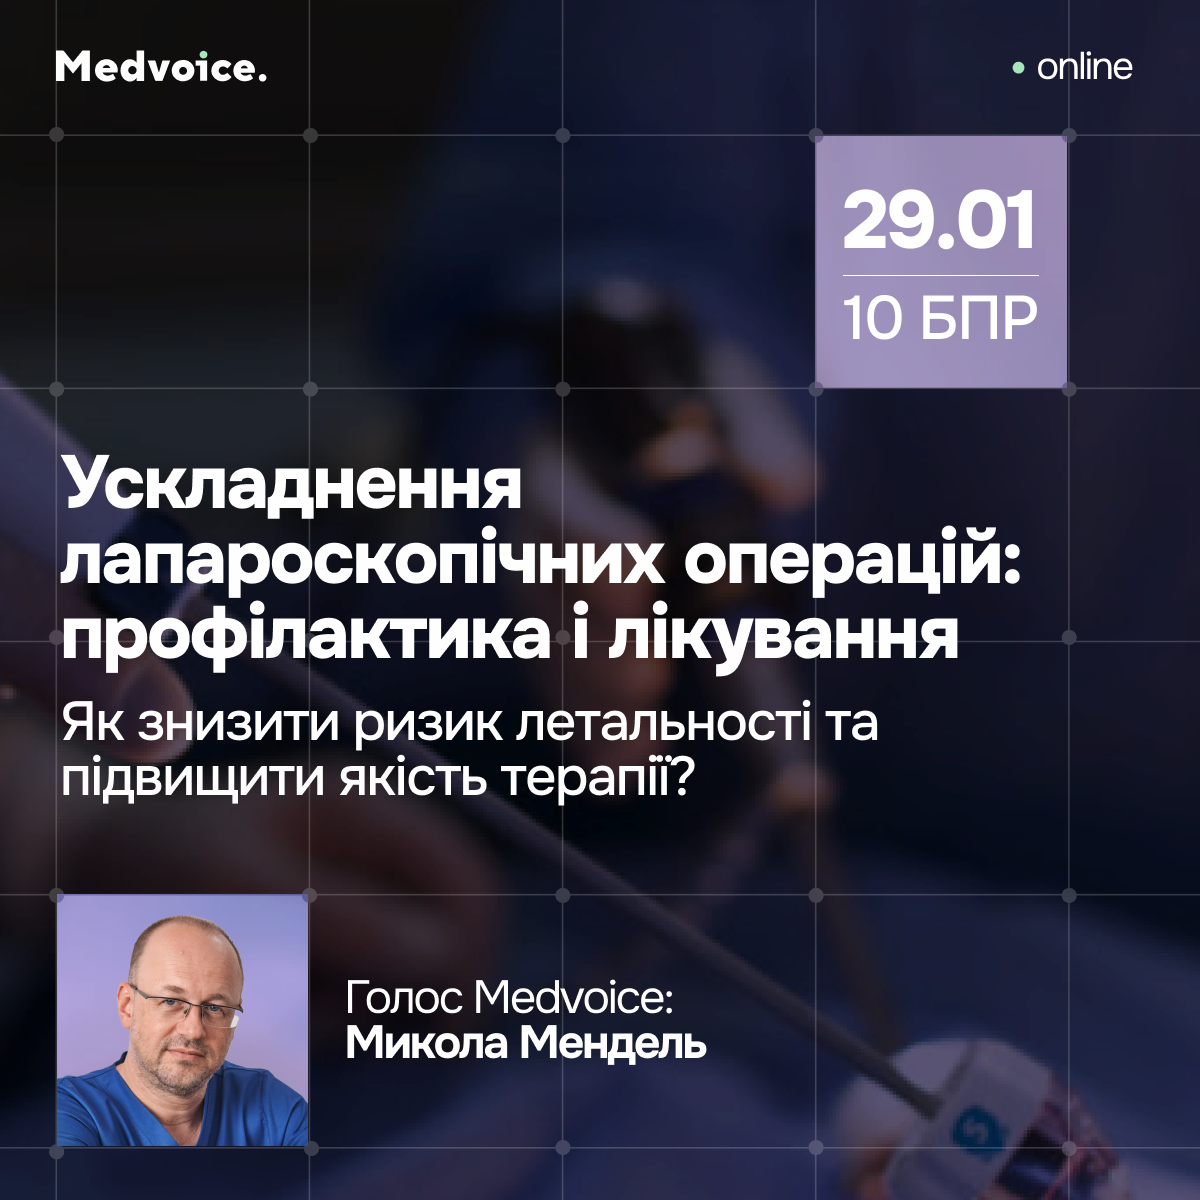 Medvoice.
online
29.01
10 БПР
Ускладнення
лапароскопічних операцій:
профілактика і лікування
Як знизити ризик летальності та
підвищити якість терапії?
Голос Medvoice:
Микола Мендель